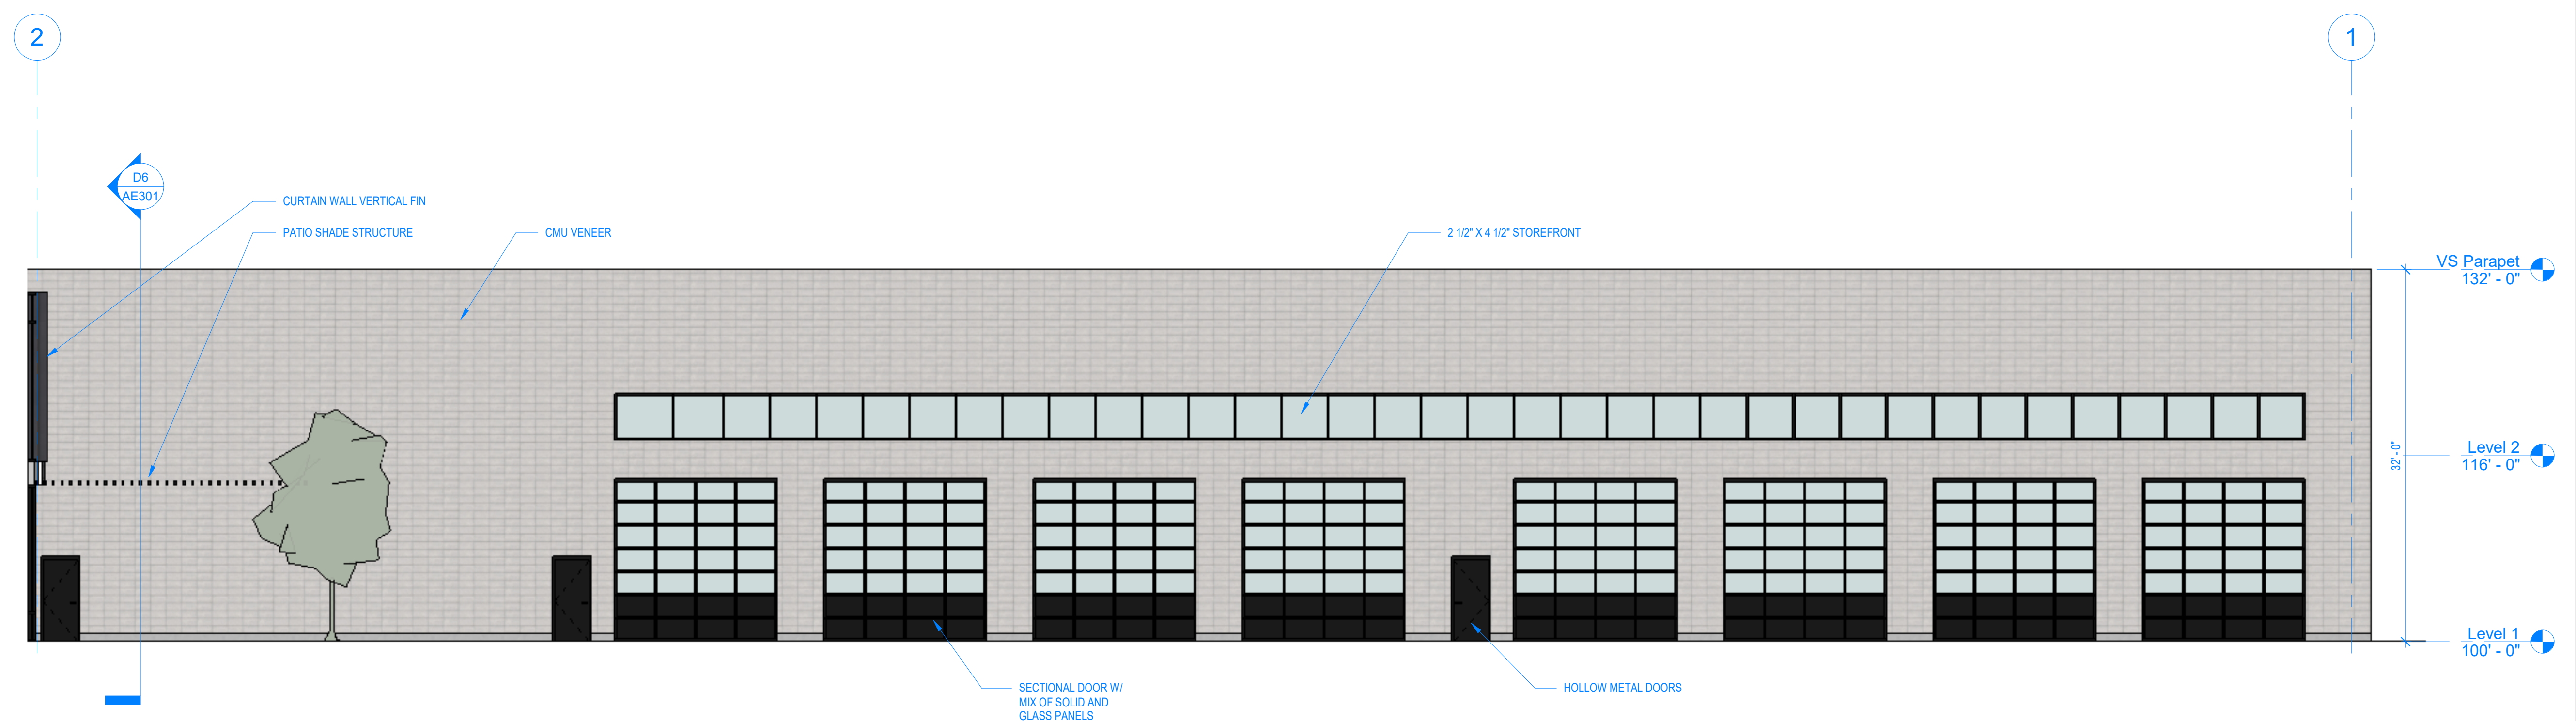 2
1
D6
AE301
CURTAIN WALL VERTICAL FIN
PATIO SHADE STRUCTURE
CMU VENEER
2 1/2" X 4 1/2" STOREFRONT
VS Parapet
132' - 0"
Level 2
116' - 0"
32' - 0"
Level 1
100' - 0"
SECTIONAL DOOR W/
MIX OF SOLID AND
GLASS PANELS
HOLLOW METAL DOORS